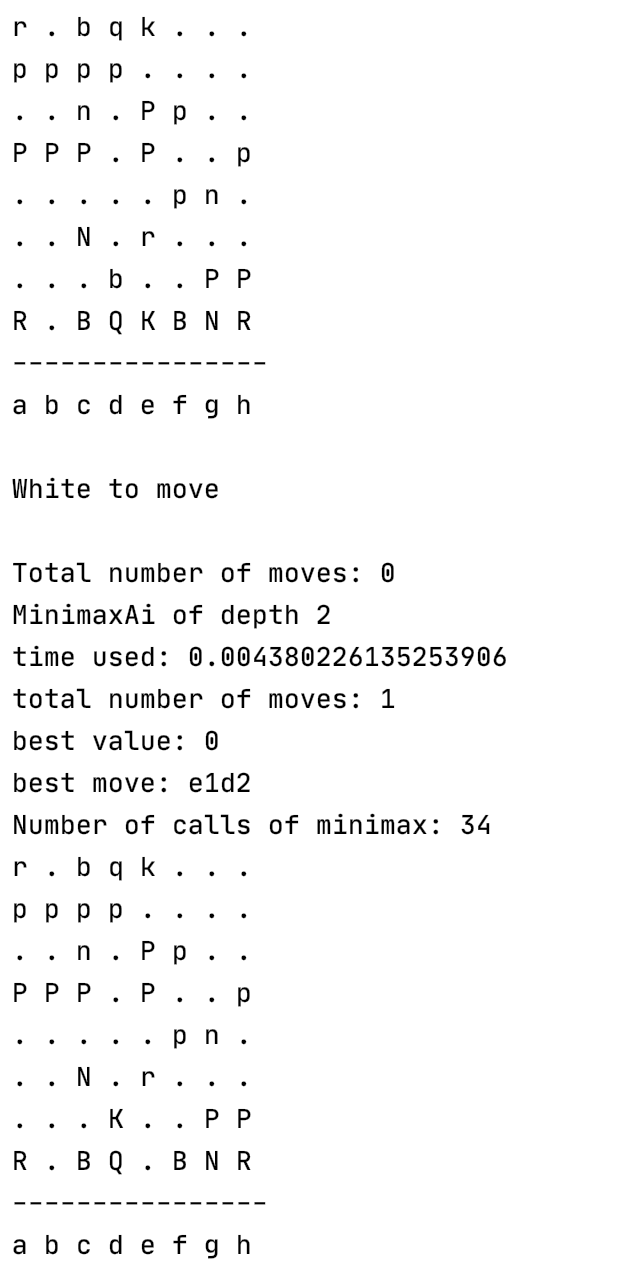 r . b q k . . .
p p p p . . . .
. . n . P p . .
P P P . P . . p
. . . . . p n .
. . N . r . . .
. . . b . . P P
R . B Q K B N R
----------------
a b c d e f g h
White to move
Total number of moves: 0
MinimaxAi of depth 2
time used: 0.004380226135253906
total number of moves: 1
best value: 0
best move: e1d2
Number of calls of minimax: 34
r . b q k . . .
p p p p . . . .
. . n . P p . .
P P P . P . . p
. . . . . p n .
. . N . r . . .
. . . K . . P P
R . B Q . B N R
----------------
a b c d e f g h